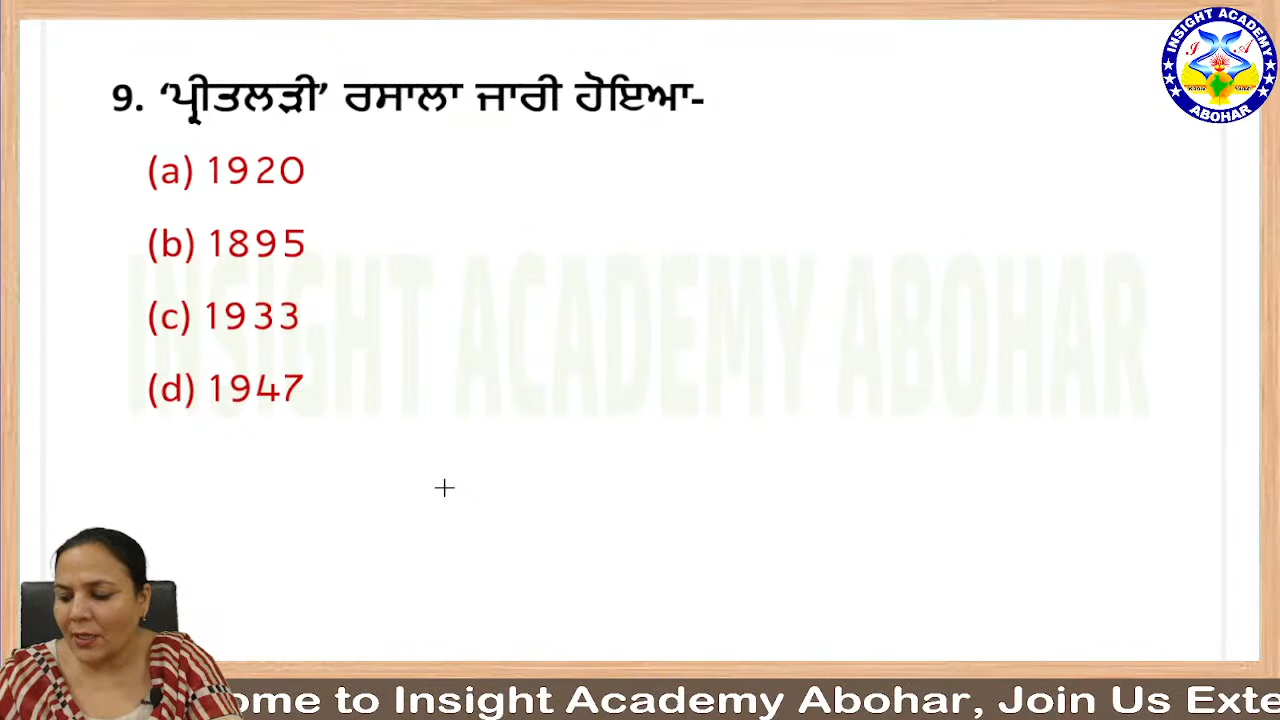 INSIGHT ACADEMY
I A
ABOHAR
9. ‘ਪ੍ਰੀਤਲੜੀ’ ਰਸਾਲਾ ਜਾਰੀ ਹੋਇਆ-
(a) 1920
(b) 1895
(c) 1933
(d) 1947
INSIGHT ACADEMY ABOHAR
ome to Insight Academy Abohar, Join Us Exte